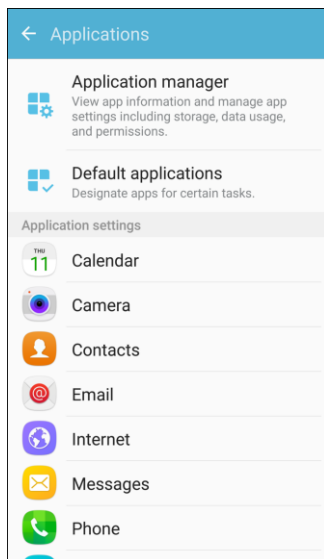 Applications
Application manager
View app information and manage app
settings including storage, data usage,
and permissions.
Default applications
Designate apps for certain tasks.
Application settings
THU
11
Calendar
Camera
Contacts
@
Email
Internet
Messages
Phone